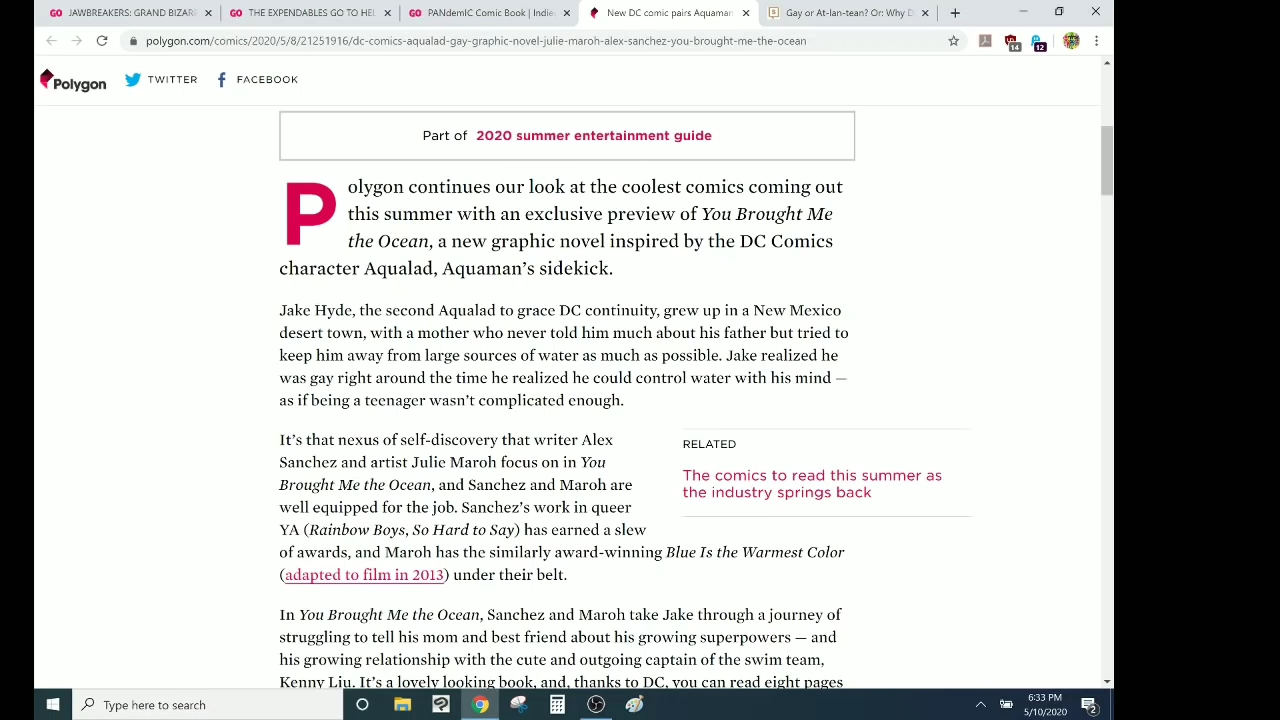 JAWBREAKERS: GRAND BIZARR
THE EXPENDABLES GO TO HEL
PANdemIC Comic Book | Indie
New DC comic pairs Aquaman
Gay or At-lan-tean? Or: Why D
polygon.com/comics/2020/5/8/21251916/dc-comics-aqualad-gay-graphic-novel-julie-maroh-alex-sanchez-you-brought-me-the-ocean
14
12
Polygon
TWITTER
FACEBOOK
Part of 2020 summer entertainment guide
Polygon continues our look at the coolest comics coming out
this summer with an exclusive preview of You Brought Me
the Ocean, a new graphic novel inspired by the DC Comics
character Aqualad, Aquaman's sidekick.
Jake Hyde, the second Aqualad to grace DC continuity, grew up in a New Mexico
desert town, with a mother who never told him much about his father but tried to
keep him away from large sources of water as much as possible. Jake realized he
was gay right around the time he realized he could control water with his mind —
as if being a teenager wasn't complicated enough.
It's that nexus of self-discovery that writer Alex
Sanchez and artist Julie Maroh focus on in You
Brought Me the Ocean, and Sanchez and Maroh are
well equipped for the job. Sanchez's work in queer
YA (Rainbow Boys, So Hard to Say) has earned a slew
of awards, and Maroh has the similarly award-winning Blue Is the Warmest Color
(adapted to film in 2013) under their belt.
RELATED
The comics to read this summer as
the industry springs back
In You Brought Me the Ocean, Sanchez and Maroh take Jake through a journey of
struggling to tell his mom and best friend about his growing superpowers — and
his growing relationship with the cute and outgoing captain of the swim team,
Kenny Liu. It's a lovely looking book, and, thanks to DC, you can read eight pages
Type here to search
6:33 PM
5/10/2020
2